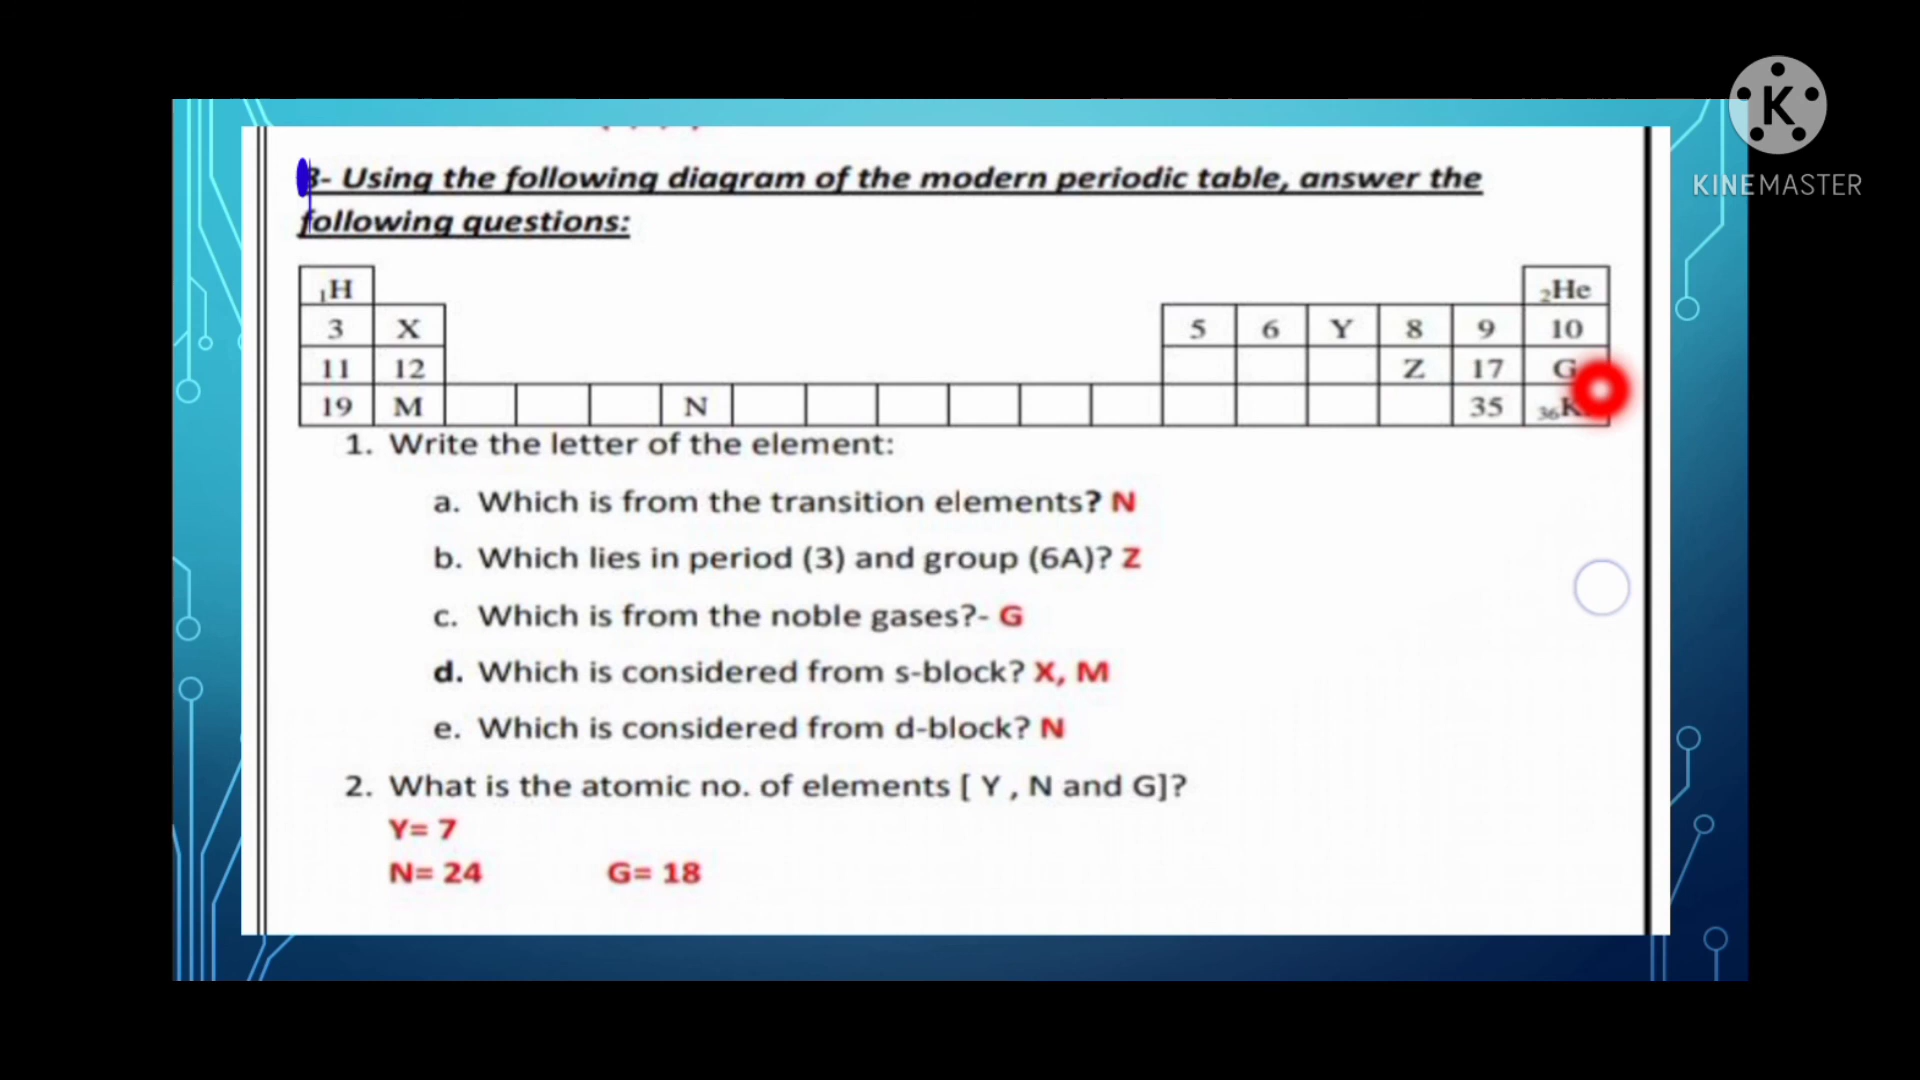 K
KINEMASTER
3- Using the following diagram of the modern periodic table, answer the
following questions:
1H 2He
3 X 5 6 Y 8 9 10
11 12 Z 17 G
19 M N 35 36K
1. Write the letter of the element:
a. Which is from the transition elements? N
b. Which lies in period (3) and group (6A)? Z
c. Which is from the noble gases?- G
d. Which is considered from s-block? X, M
e. Which is considered from d-block? N
2. What is the atomic no. of elements [ Y , N and G]?
Y= 7
N= 24 G= 18